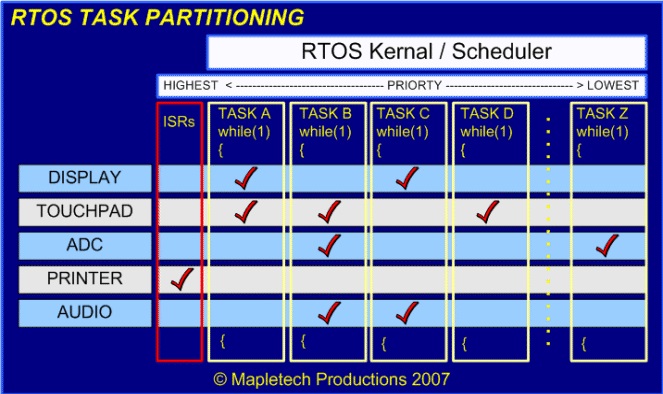 RTOS TASK PARTITIONING
RTOS Kernal / Scheduler
HIGHEST < ---------------------------------- PRIORTY ---------------------------------- > LOWEST
ISRs
TASK A
while(1)
{
TASK B
while(1)
{
TASK C
while(1)
{
TASK D
while(1)
{
TASK Z
while(1)
{
DISPLAY
TOUCHPAD
ADC
PRINTER
AUDIO
{
{
{
{
{
© Mapletech Productions 2007